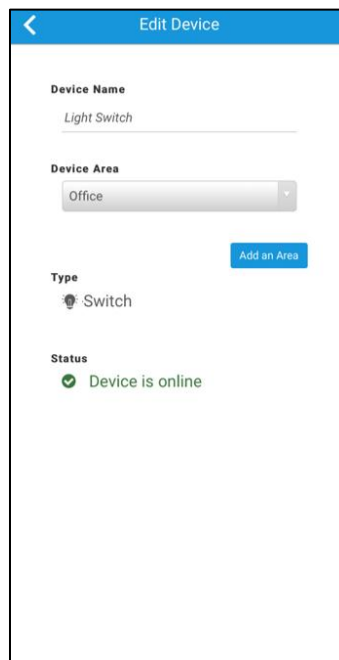 Edit Device
Device Name
Light Switch
Device Area
Office
Add an Area
Type
Switch
Status
Device is online